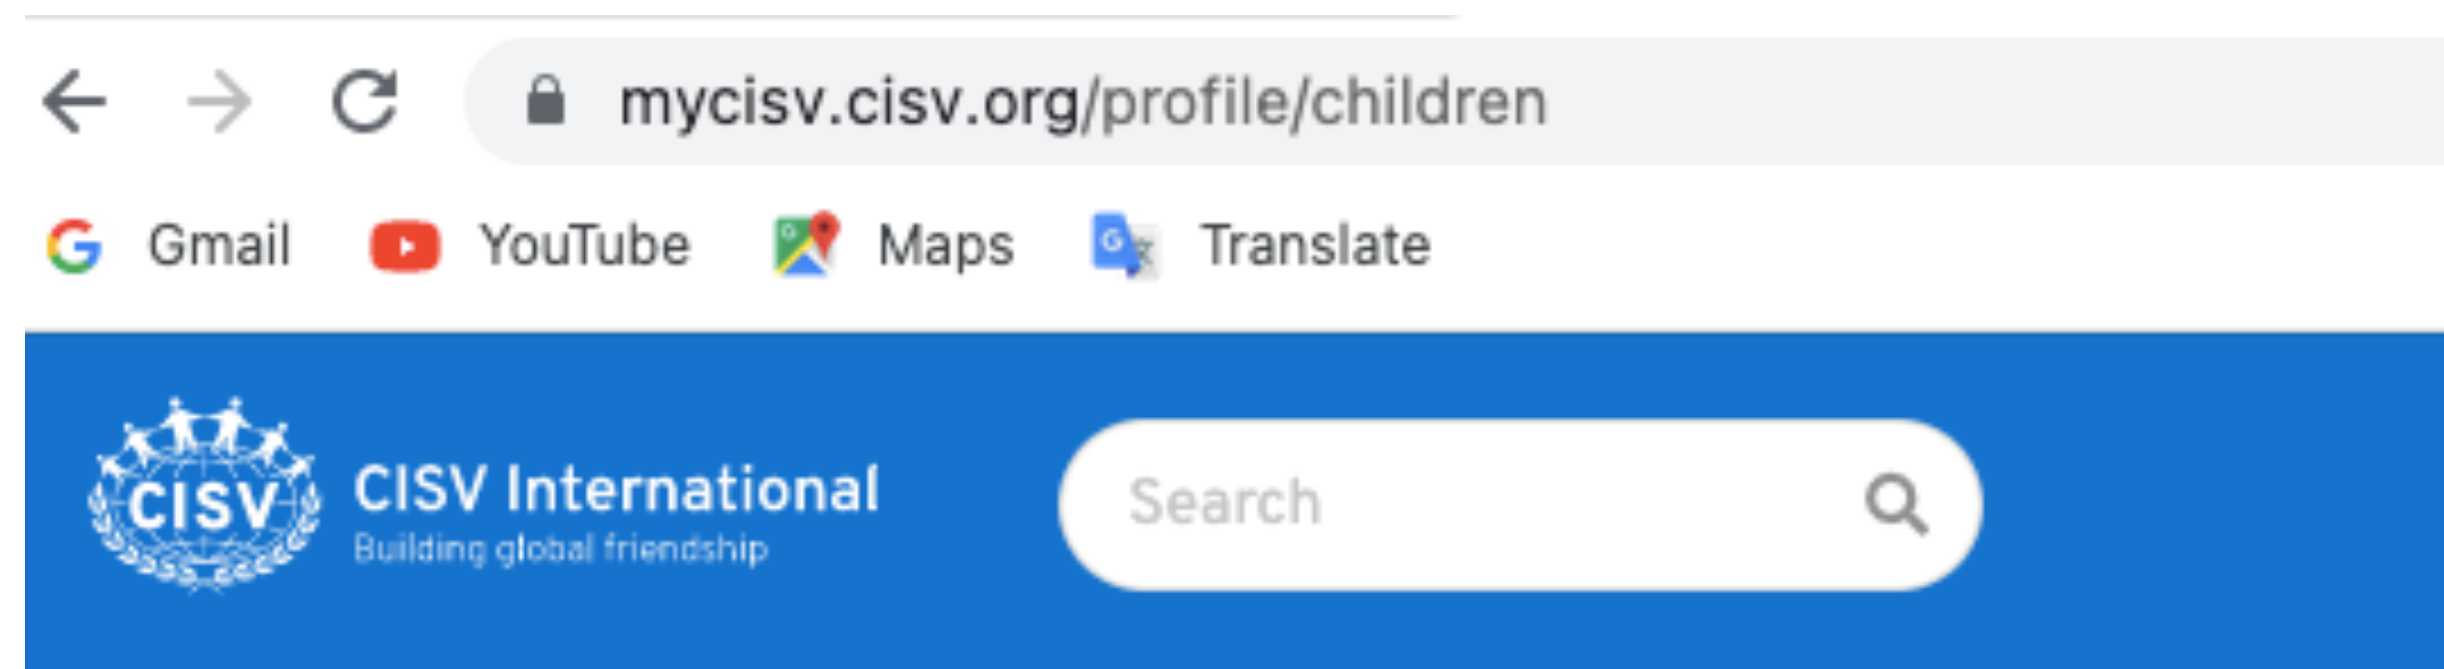 mycisv.cisv.org/profile/children
Gmail YouTube Maps Translate
CISV
CISV International
Building global friendship
Search